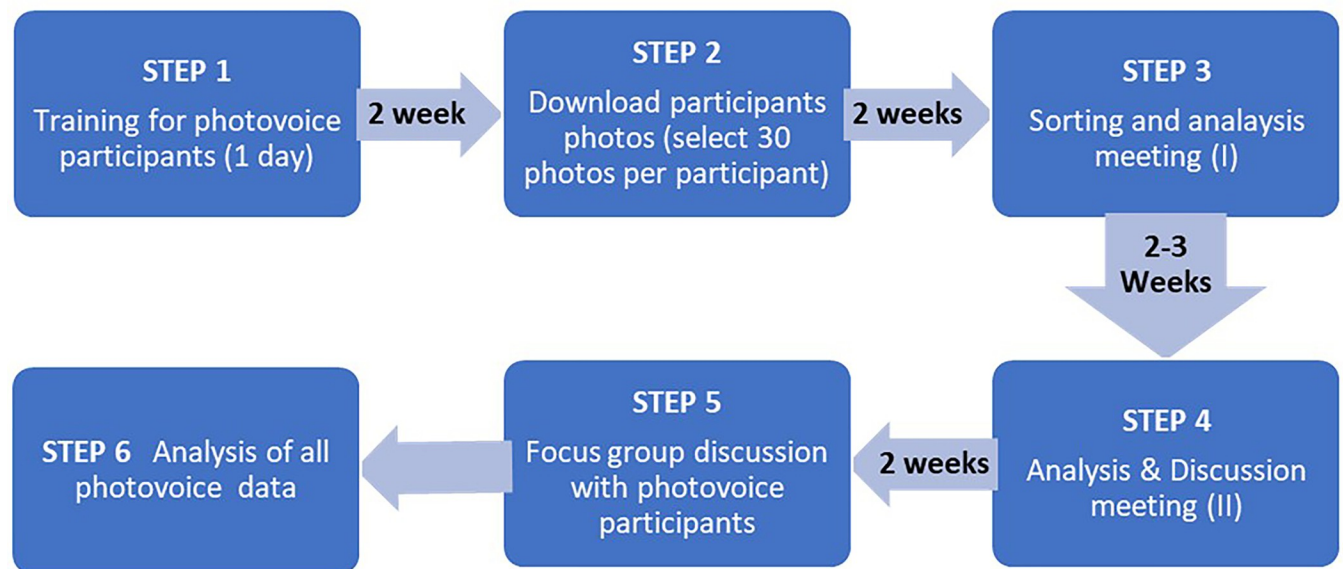 STEP 1
Training for photovoice
participants (1 day)
2 week
STEP 2
Download participants
photos (select 30
photos per participant)
2 weeks
STEP 3
Sorting and analaysis
meeting (I)
2-3
Weeks
STEP 4
Analysis & Discussion
meeting (II)
2 weeks
STEP 5
Focus group discussion
with photovoice
participants
STEP 6 Analysis of all
photovoice data